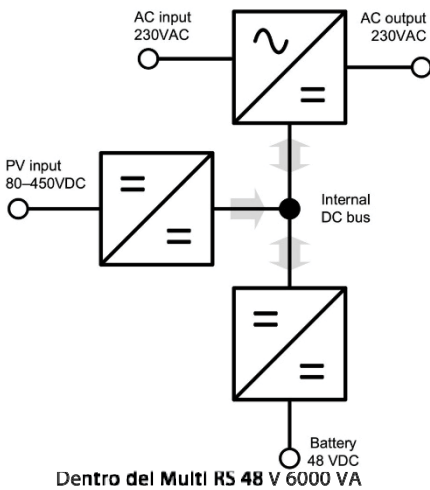 AC input
230VAC
AC output
230VAC
PV input
80–450VDC
Internal
DC bus
Battery
48 VDC
Dentro del Multi RS 48 V 6000 VA